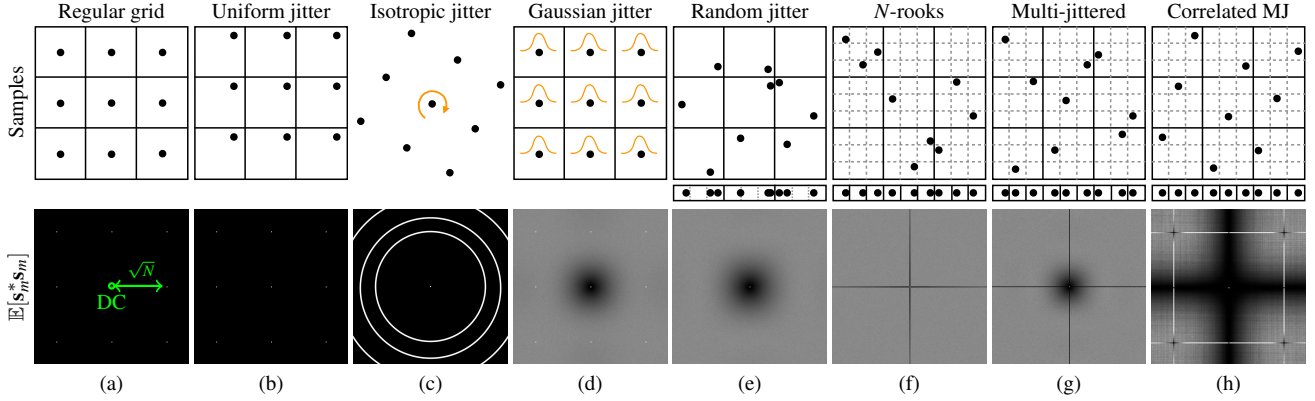 Regular grid Uniform jitter Isotropic jitter Gaussian jitter Random jitter N-rooks Multi-jittered Correlated MJ
Samples
𝔼[s*ₘsₘ]
√N
DC
(a) (b) (c) (d) (e) (f) (g) (h)